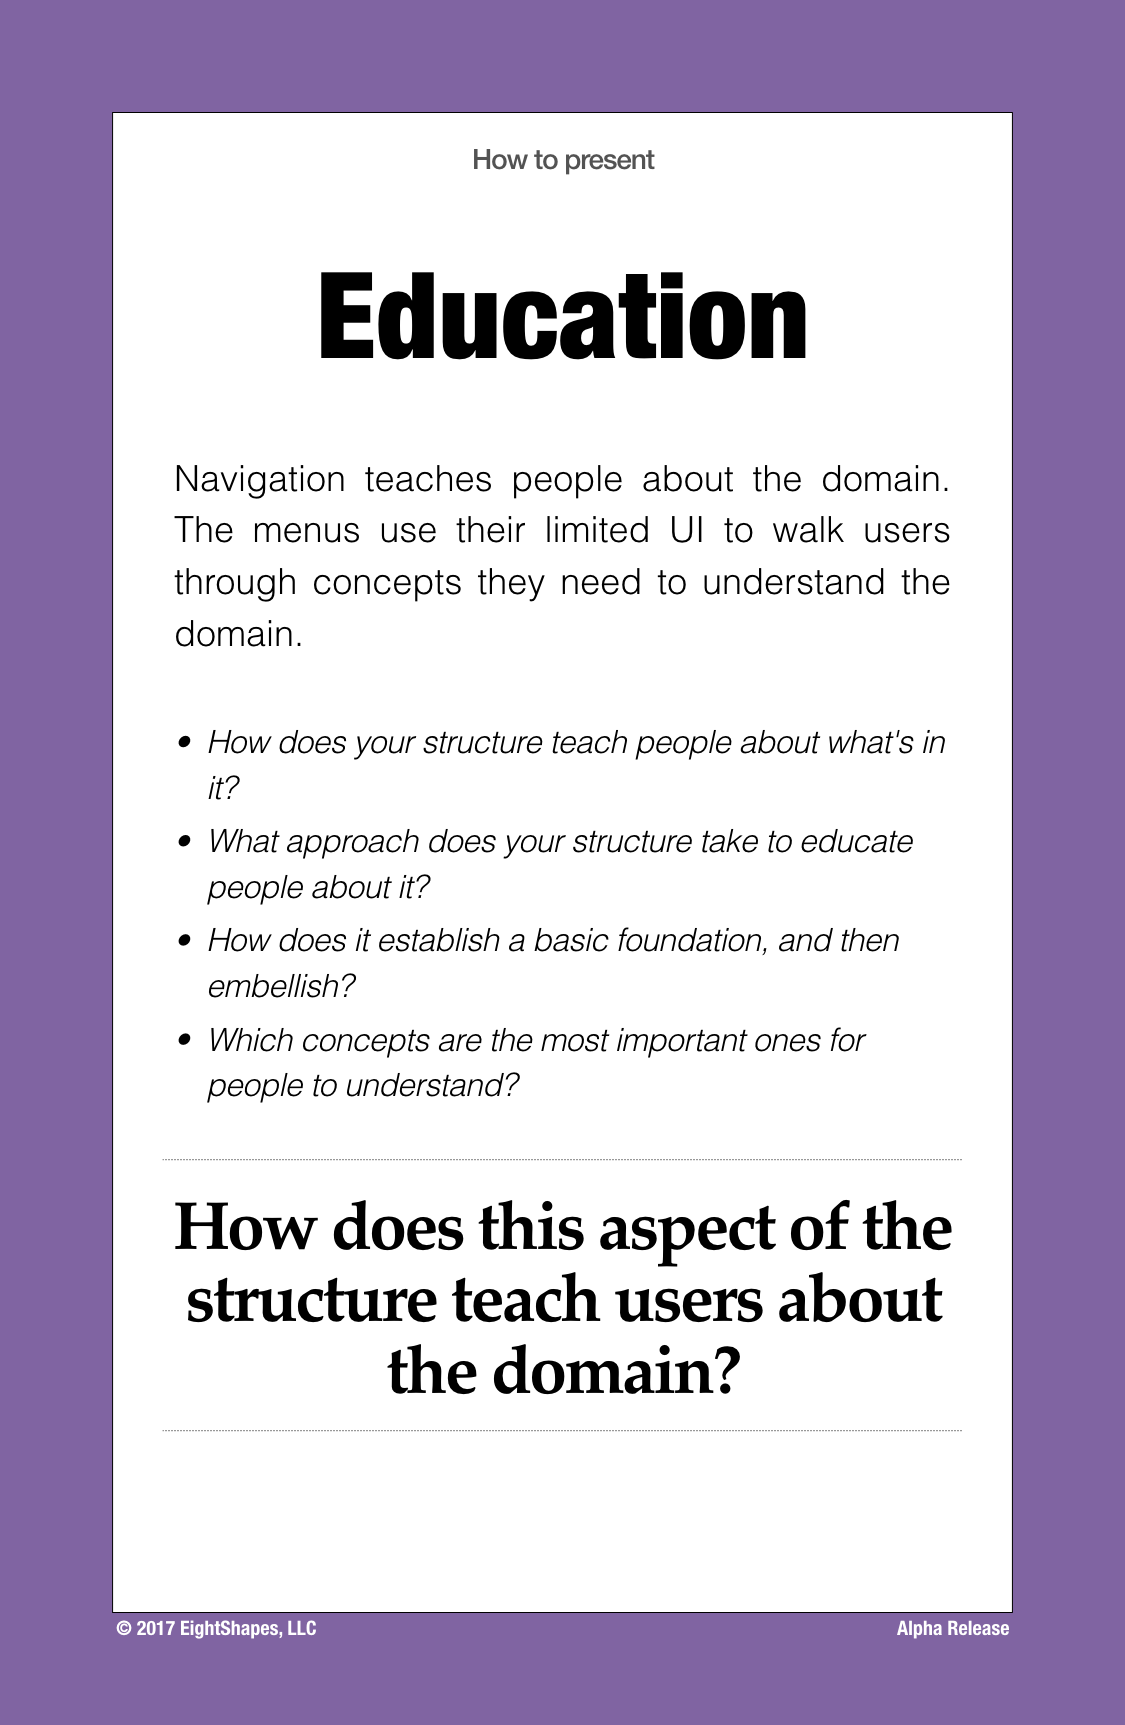 How to present
Education
Navigation teaches people about the domain.
The menus use their limited UI to walk users
through concepts they need to understand the
domain.
• How does your structure teach people about what's in
it?
• What approach does your structure take to educate
people about it?
• How does it establish a basic foundation, and then
embellish?
• Which concepts are the most important ones for
people to understand?
How does this aspect of the
structure teach users about
the domain?
© 2017 EightShapes, LLC
Alpha Release